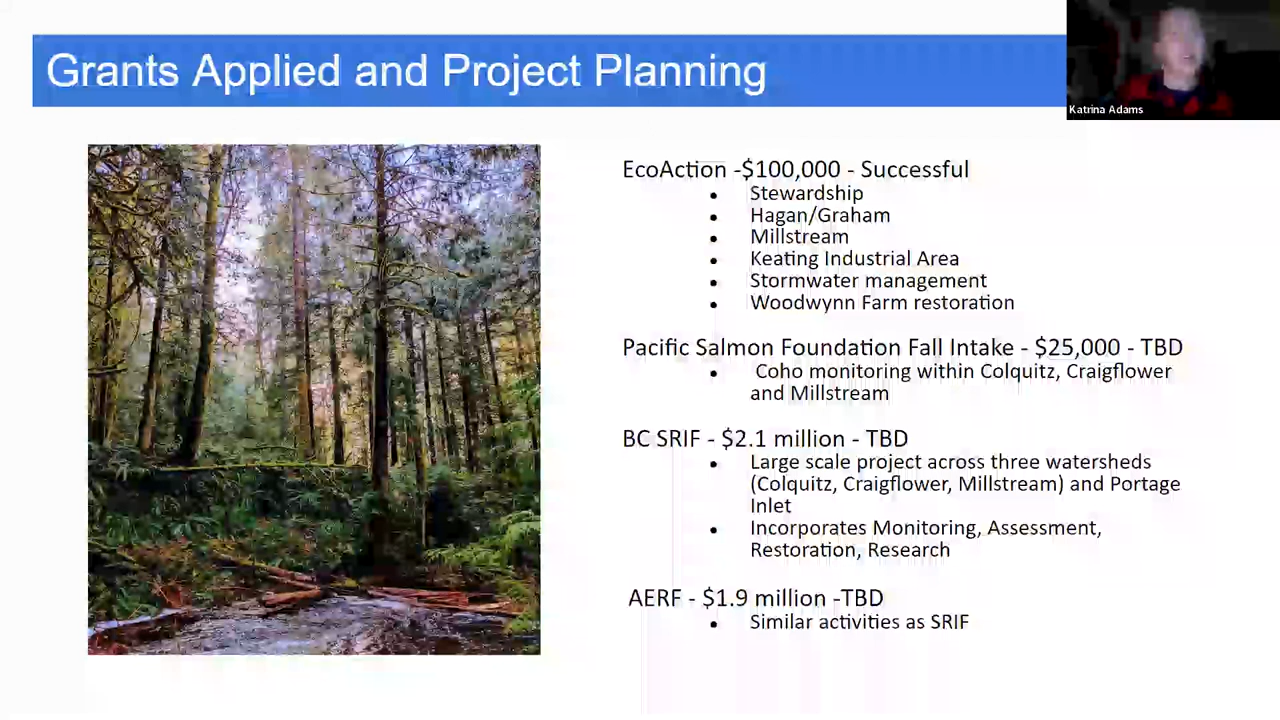 Grants Applied and Project Planning
Katrina Adams
EcoAction -$100,000 - Successful
• Stewardship
• Hagan/Graham
• Millstream
• Keating Industrial Area
• Stormwater management
• Woodwynn Farm restoration
Pacific Salmon Foundation Fall Intake - $25,000 - TBD
• Coho monitoring within Colquitz, Craigflower
and Millstream
BC SRIF - $2.1 million - TBD
• Large scale project across three watersheds
(Colquitz, Craigflower, Millstream) and Portage
Inlet
• Incorporates Monitoring, Assessment,
Restoration, Research
AERF - $1.9 million -TBD
• Similar activities as SRIF